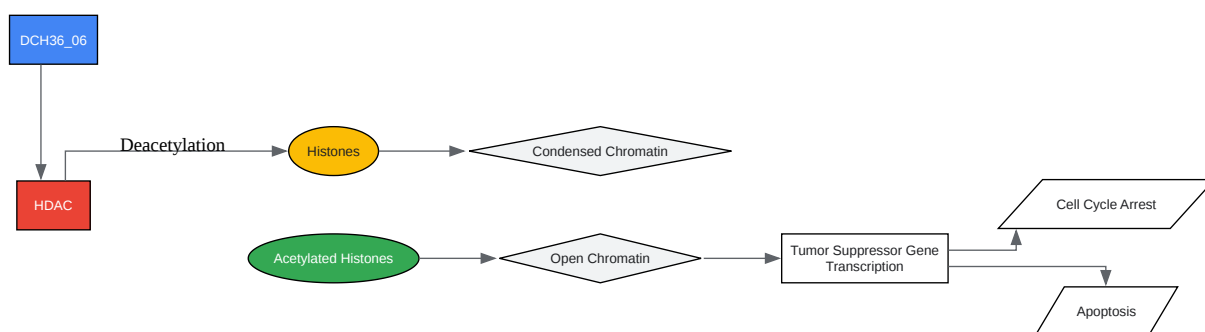 DCH36_06
Deacetylation
Histones
Condensed Chromatin
HDAC
Cell Cycle Arrest
Acetylated Histones
Open Chromatin
Tumor Suppressor Gene
Transcription
Apoptosis